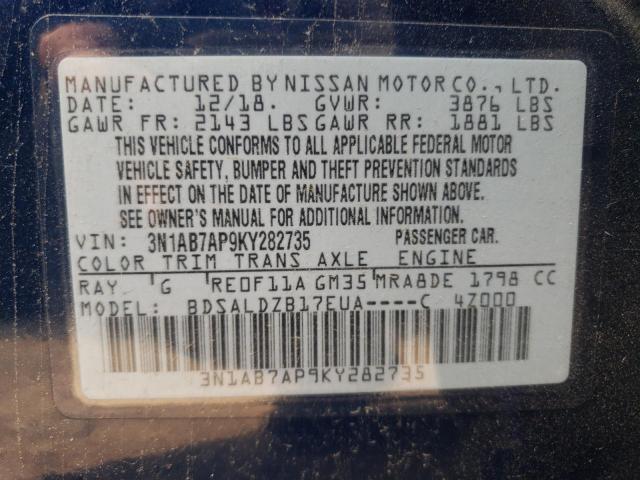 MANUFACTURED BY NISSAN MOTOR CO., LTD.
DATE: 12/18. GVWR: 3876 LBS
GAWR FR: 2143 LBS GAWR RR: 1881 LBS
THIS VEHICLE CONFORMS TO ALL APPLICABLE FEDERAL MOTOR
VEHICLE SAFETY, BUMPER AND THEFT PREVENTION STANDARDS
IN EFFECT ON THE DATE OF MANUFACTURE SHOWN ABOVE.
SEE OWNER'S MANUAL FOR ADDITIONAL INFORMATION.
VIN: 3N1AB7AP9KY282735 PASSENGER CAR.
COLOR TRIM TRANS AXLE ENGINE
RAY G RE0F11A GM35 MRA8DE 1798 CC
MODEL: BDSALDZB17EUA----C 4Z000
3N1AB7AP9KY282735